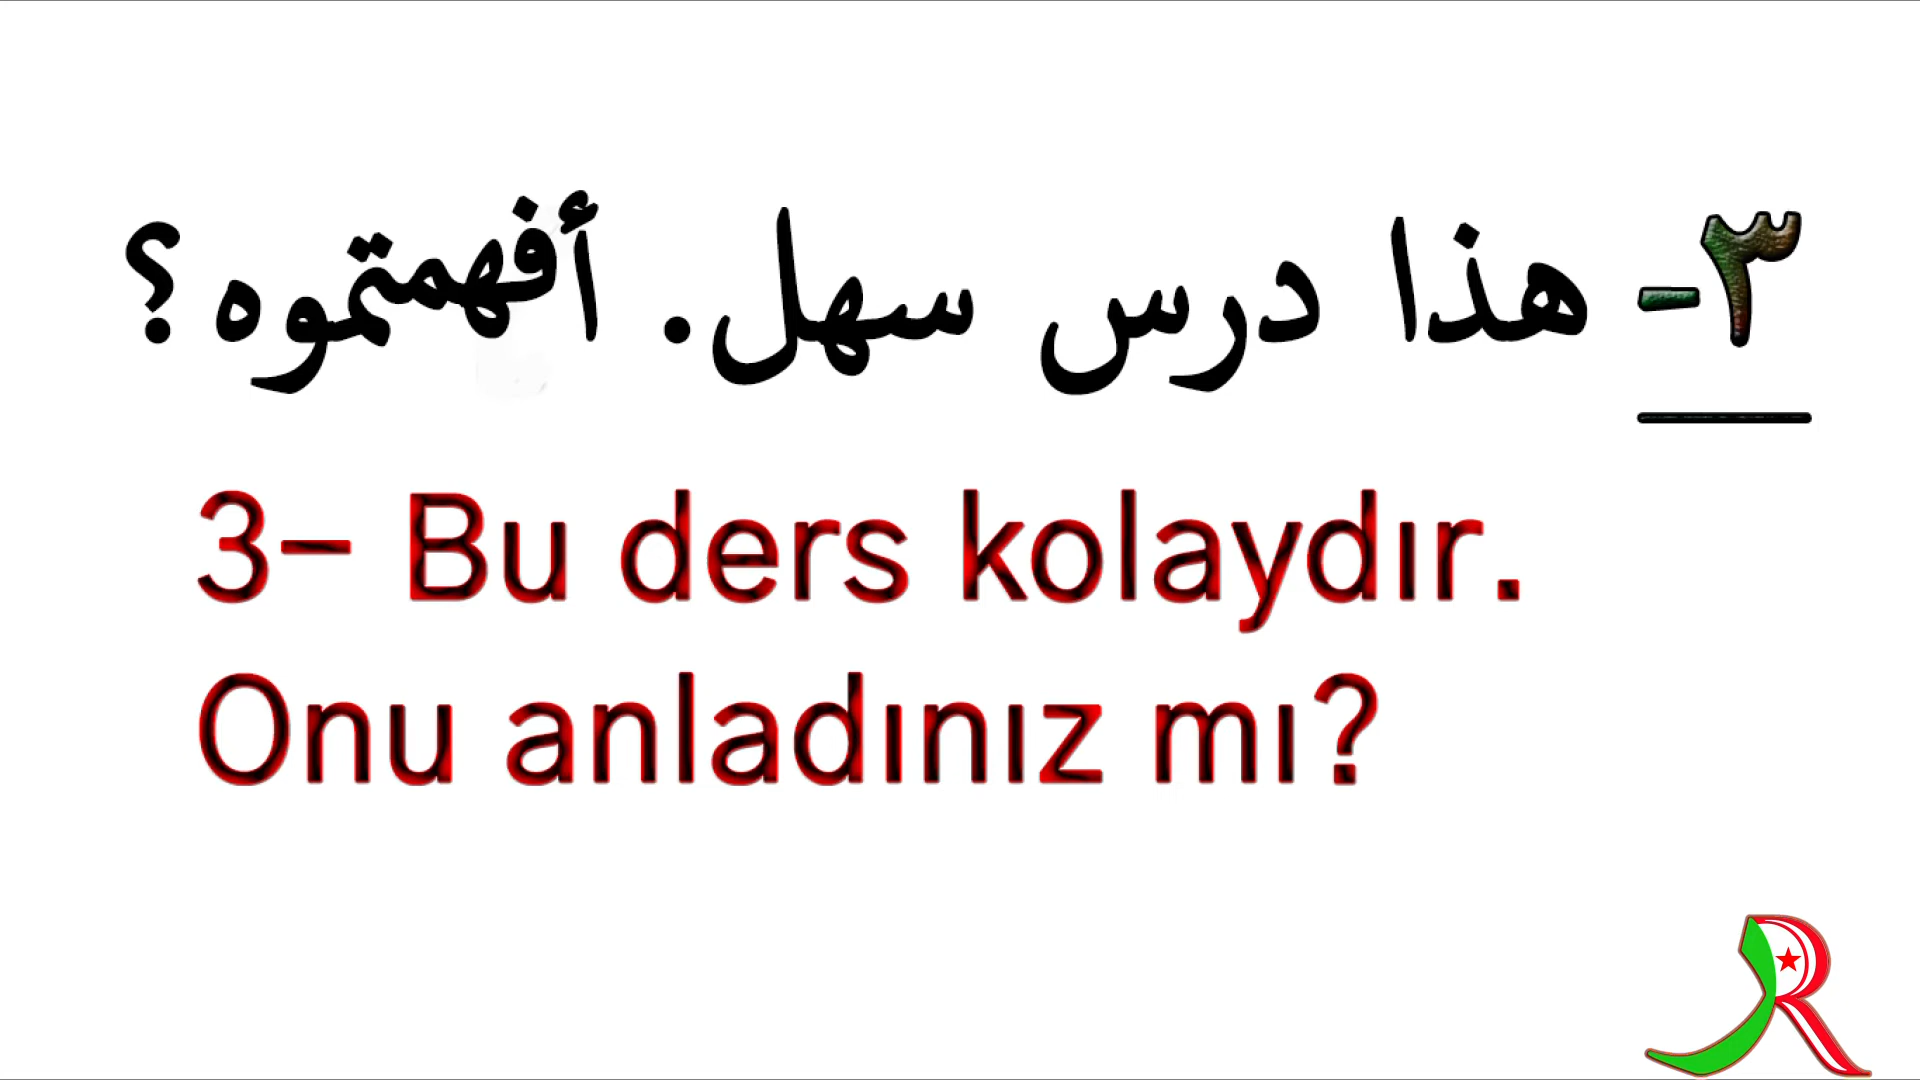 ٣- هذا درس سهل. أفهمتموه؟
3- Bu ders kolaydır.
Onu anladınız mı?